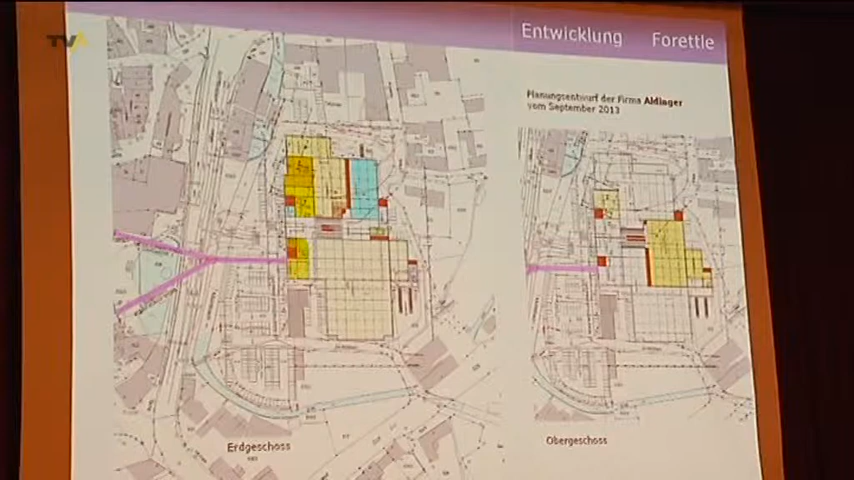 TVA
Entwicklung Forettle
Planungsentwurf der Firma Aldinger
vom September 2013
Erdgeschoss
Obergeschoss